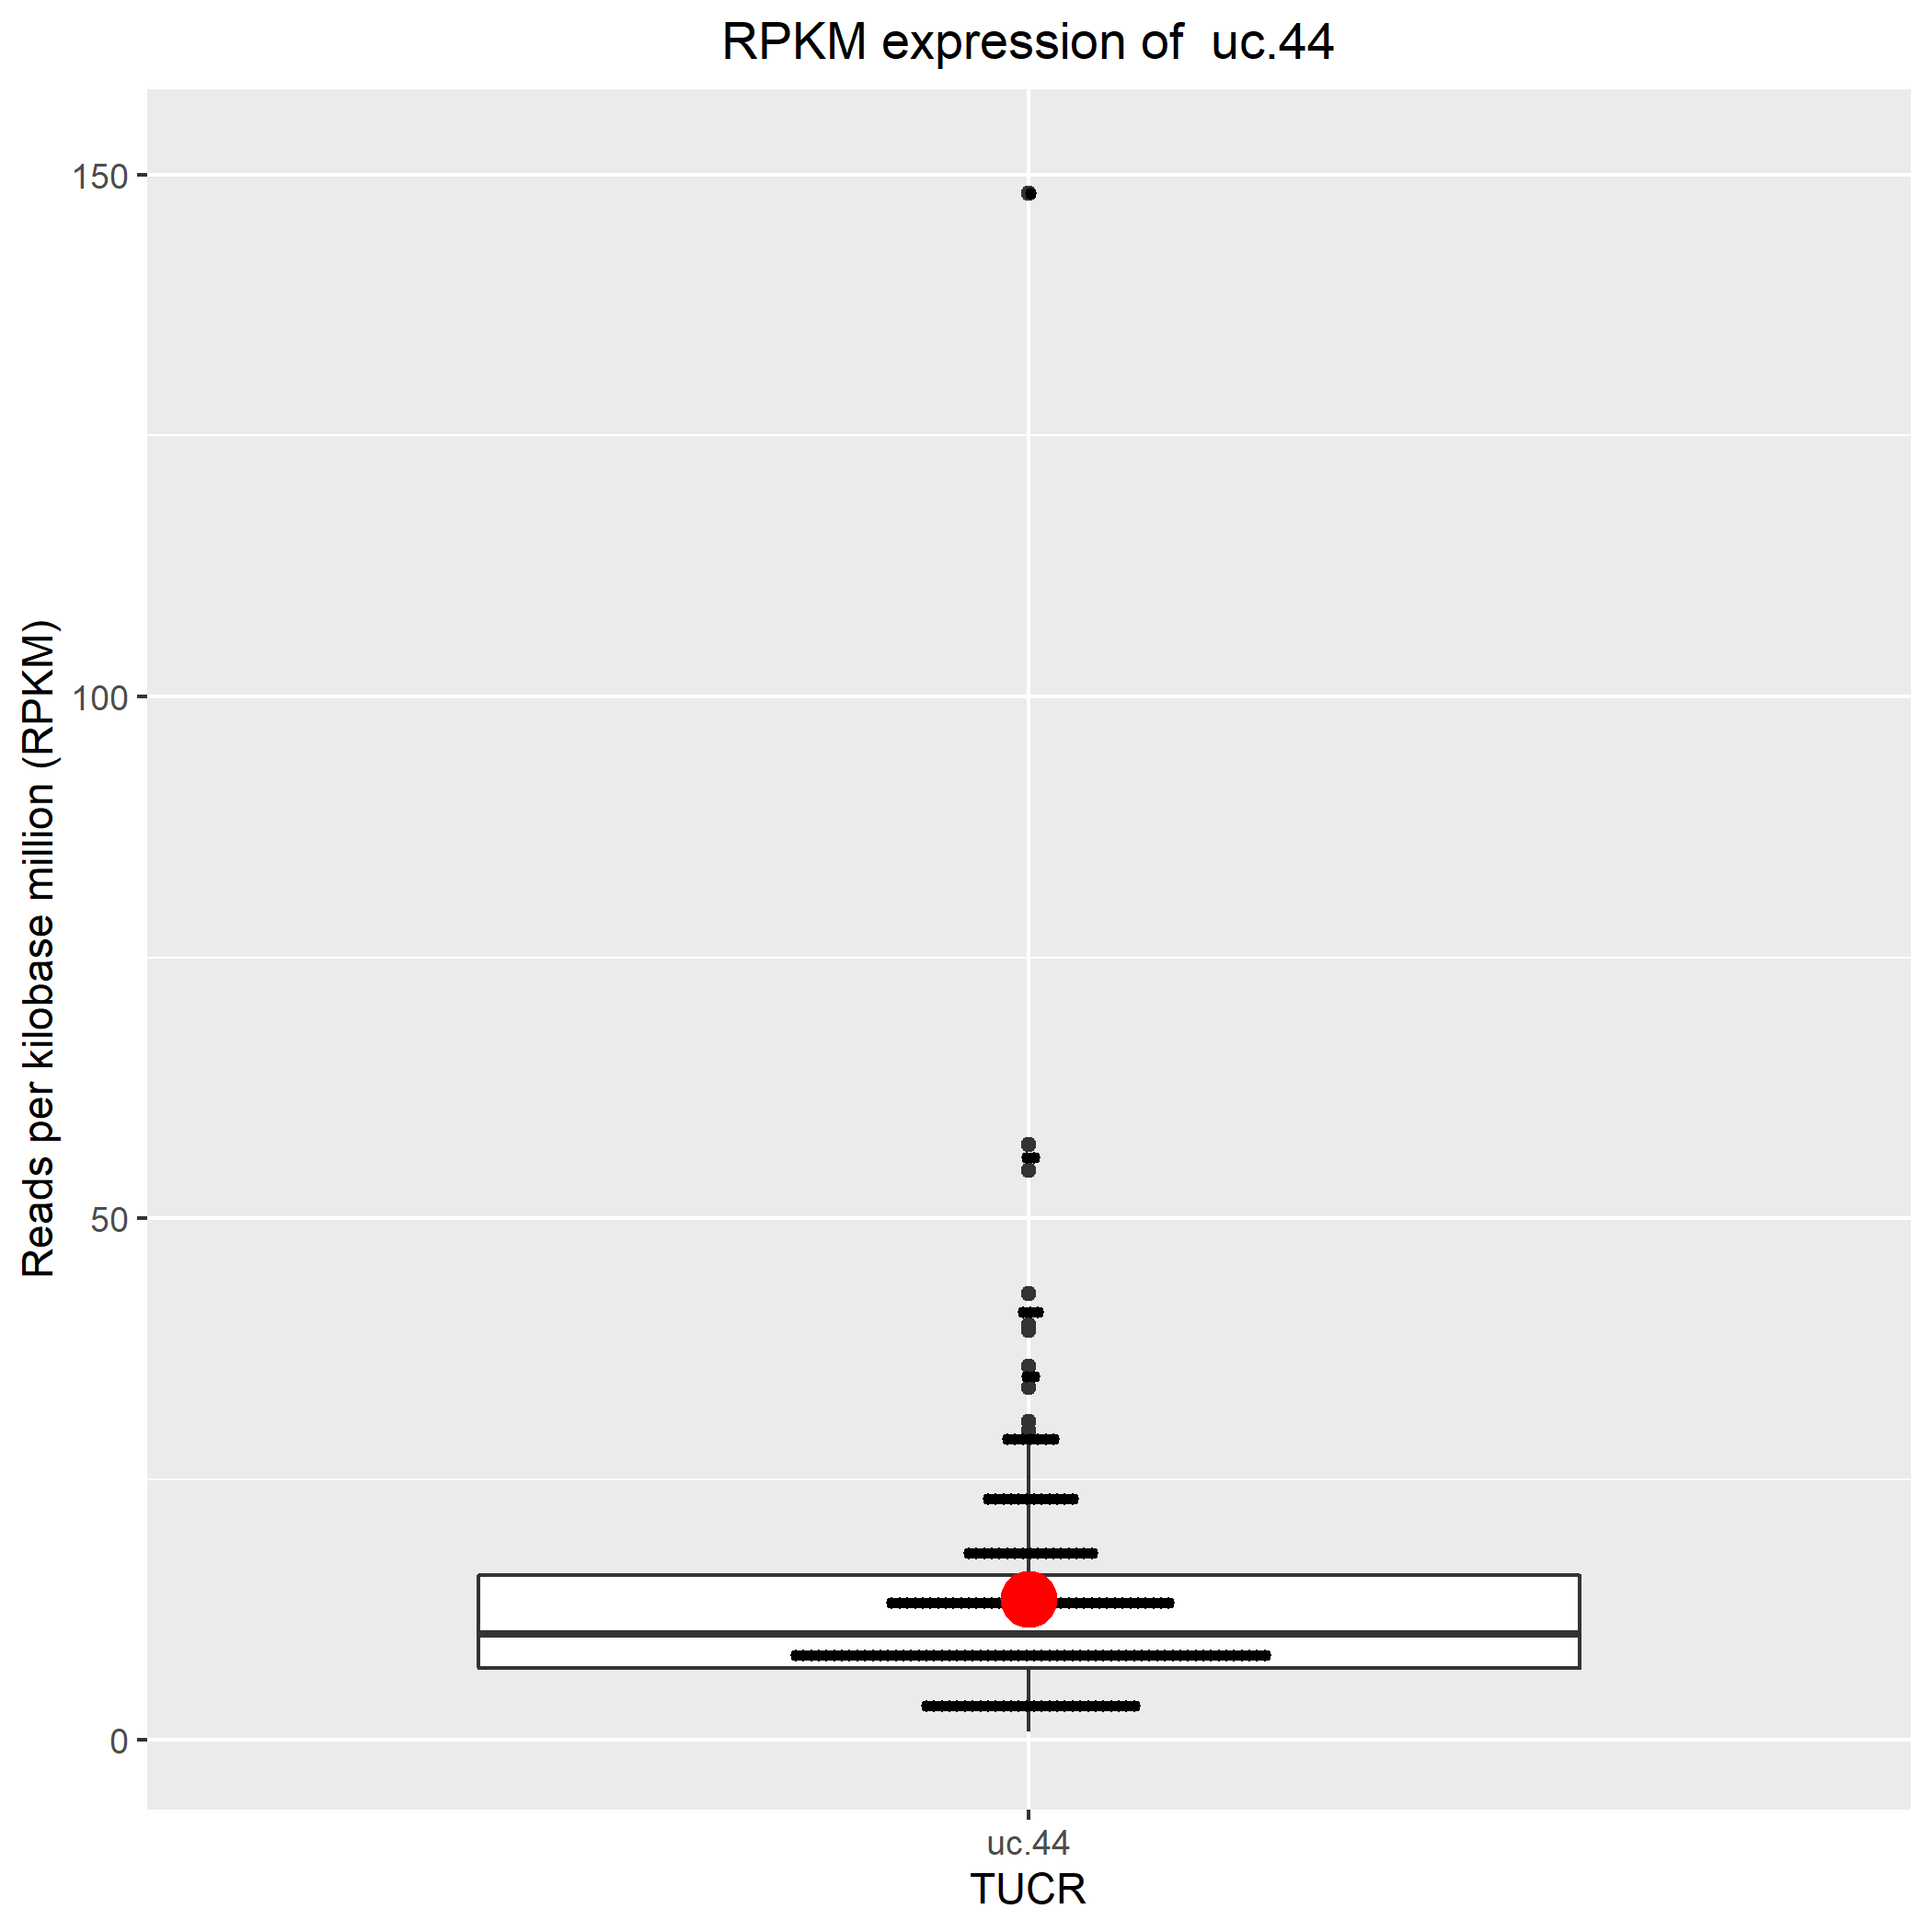 RPKM expression of  uc.44
Reads per kilobase million (RPKM)
150
100
50
0
uc.44
TUCR